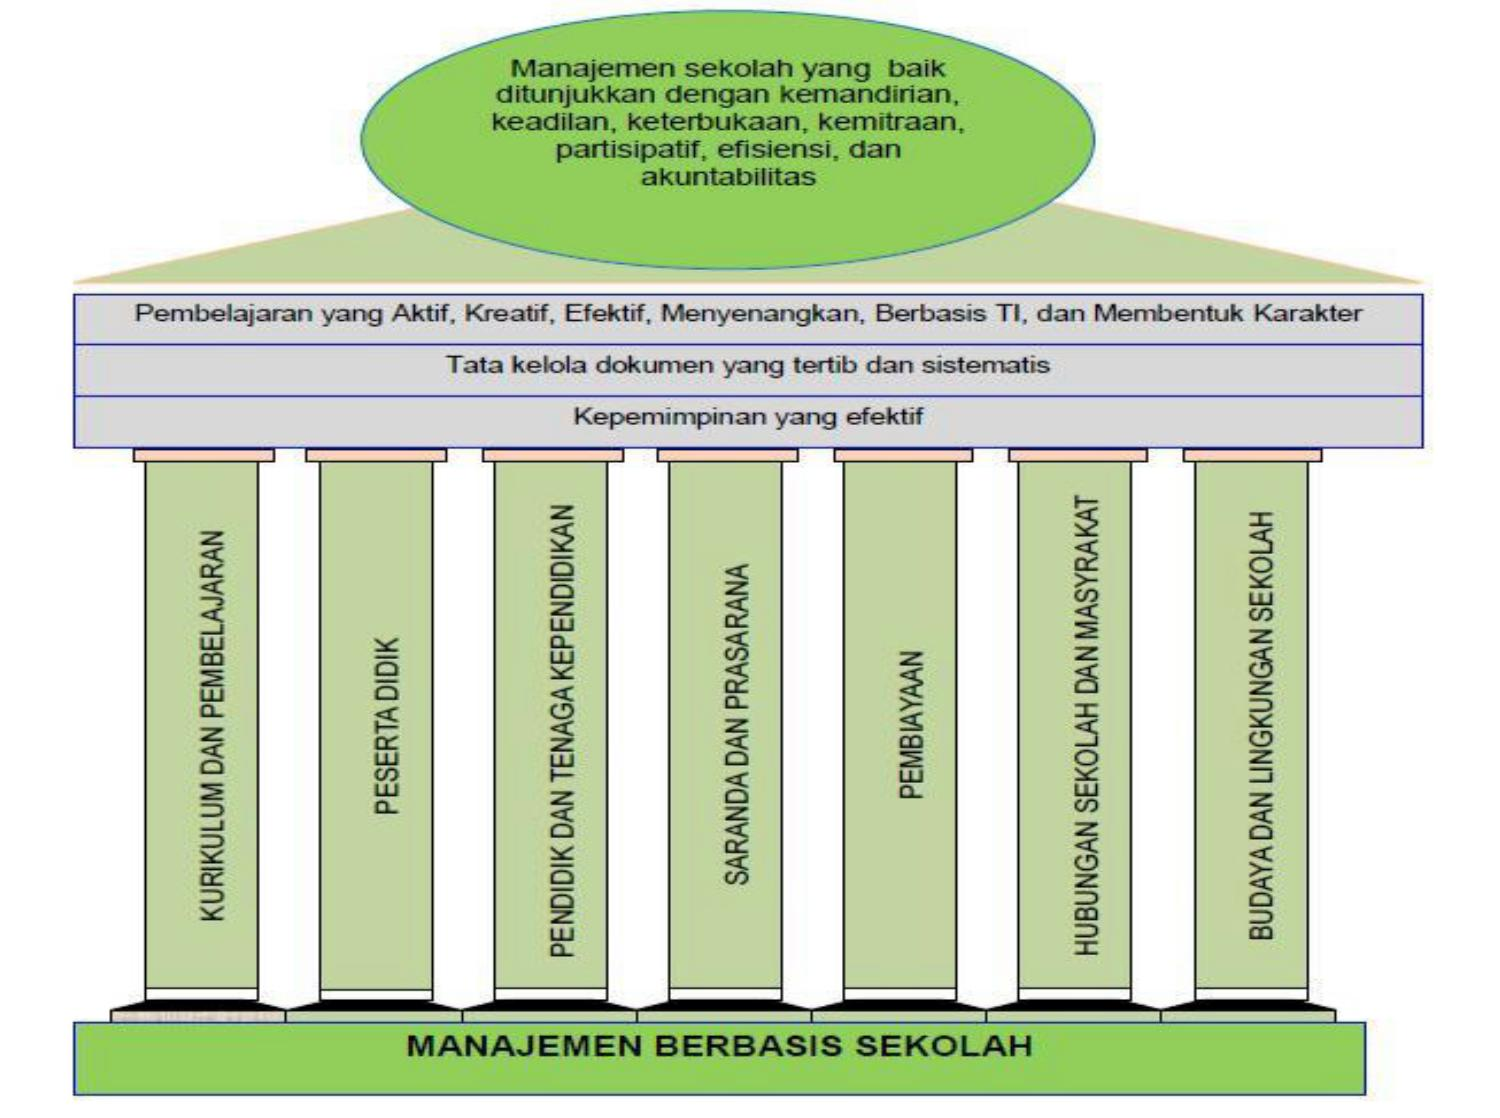 Manajemen sekolah yang baik
ditunjukkan dengan kemandirian,
keadilan, keterbukaan, kemitraan,
partisipatif, efisiensi, dan
akuntabilitas
Pembelajaran yang Aktif, Kreatif, Efektif, Menyenangkan, Berbasis TI, dan Membentuk Karakter
Tata kelola dokumen yang tertib dan sistematis
Kepemimpinan yang efektif
KURIKULUM DAN PEMBELAJARAN
PESERTA DIDIK
PENDIDIK DAN TENAGA KEPENDIDIKAN
SARANDA DAN PRASARANA
PEMBIAYAAN
HUBUNGAN SEKOLAH DAN MASYRAKAT
BUDAYA DAN LINGKUNGAN SEKOLAH
MANAJEMEN BERBASIS SEKOLAH